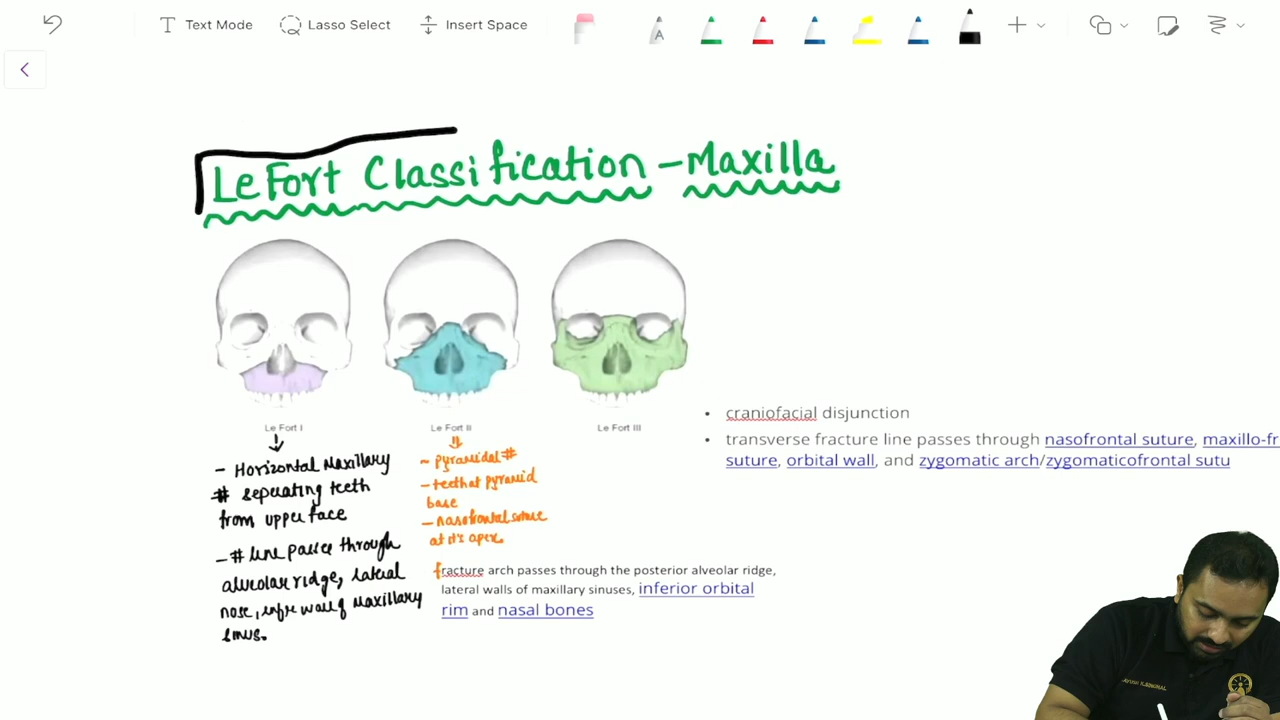 Text Mode
Lasso Select
Insert Space
A
LeFort Classification - Maxilla
Le Fort I
Le Fort II
Le Fort III
- Horizontal Maxillary
# seperating teeth
from upper face
- # line passes through
alveolar ridge, lateral
nose, infr wall of Maxillary
sinus.
~ Pyramidal #
- teeth at pyramid
base
- Nasofrontal suture
at it's apex.
fracture arch passes through the posterior alveolar ridge,
lateral walls of maxillary sinuses, inferior orbital
rim and nasal bones
• craniofacial disjunction
• transverse fracture line passes through nasofrontal suture, maxillo-fr
suture, orbital wall, and zygomatic arch/zygomaticofrontal sutu